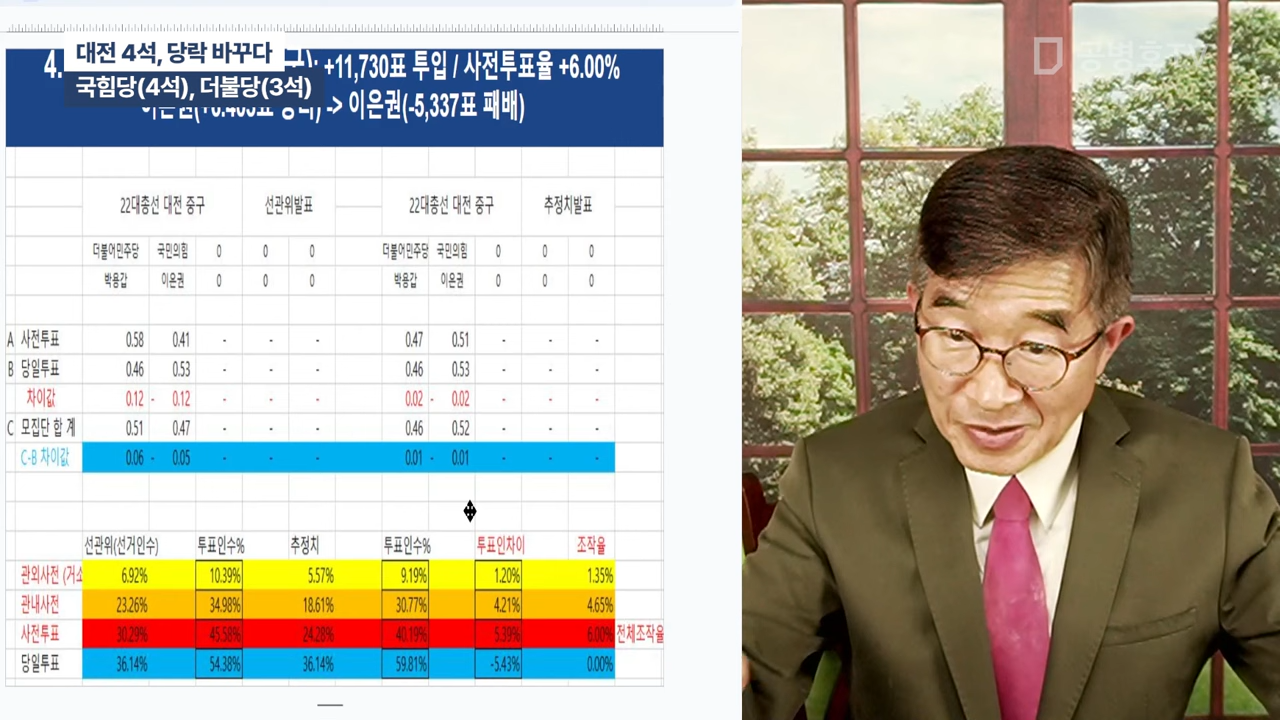 대전 4석, 당락 바꾸다
국힘당(4석), 더불당(3석)
4.
+11,730표 투입 / 사전투표율 +6.00%
-> 이은권(-5,337표 패배)
공병호
22대총선 대전 중구 선관위발표 22대총선 대전 중구 추정치발표
더불어민주당 국민의힘 0 0 0 더불어민주당 국민의힘 0 0 0
박용갑 이은권 0 0 0 박용갑 이은권 0 0 0
A 사전투표 0.58 0.41 - - - 0.47 0.51 - - -
B 당일투표 0.46 0.53 - - - 0.46 0.53 - - -
차이값 0.12 - 0.12 - - - 0.02 - 0.02 - - -
C 모집단 합 계 0.51 0.47 - - - 0.46 0.52 - - -
C-B 차이값 0.06 - 0.05 - - - 0.01 - 0.01 - - -
선관위(선거인수) 투표인수% 추정치 투표인수% 투표인차이 조작율
관외사전 (거소 6.92% 10.39% 5.57% 9.19% 1.20% 1.35%
관내사전 23.26% 34.98% 18.61% 30.77% 4.21% 4.65%
사전투표 30.29% 45.58% 24.28% 40.19% 5.39% 6.00% 전체조작율
당일투표 36.14% 54.38% 36.14% 59.81% -5.43% 0.00%